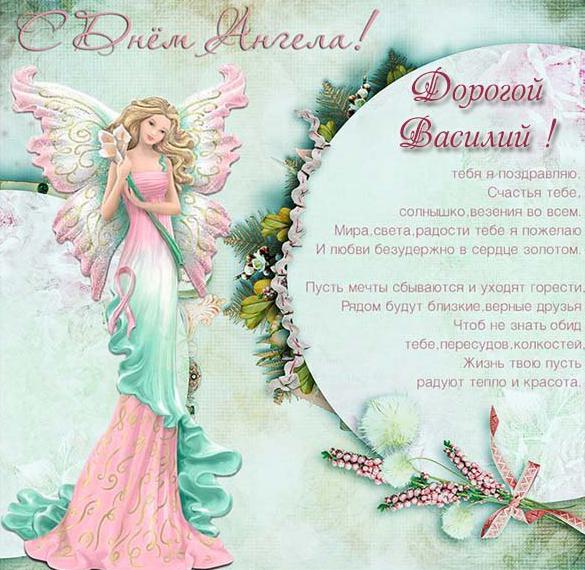 С Днём Ангела!
Дорогой
Василий !
тебя я поздравляю.
Счастья тебе,
солнышко,везения во всем.
Мира,света,радости тебе я пожелаю
И любви безудержно в сердце золотом.
Пусть мечты сбываются и уходят горести,
Рядом будут близкие,верные друзья
Чтоб не знать обид
тебе,пересудов,колкостей,
Жизнь твою пусть
радуют тепло и красота.